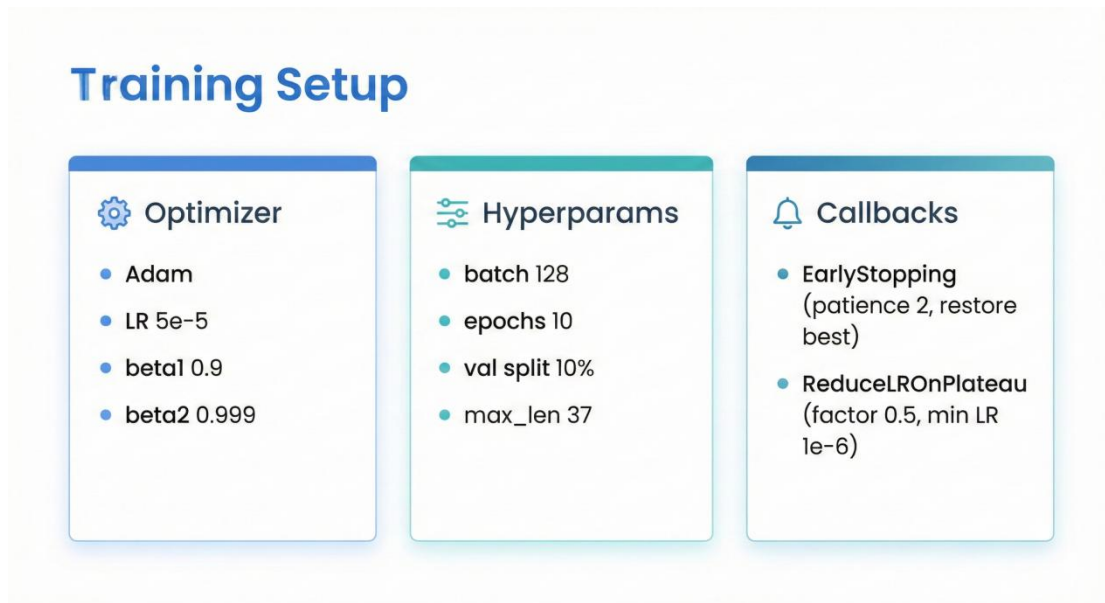 Training Setup
Optimizer
Adam
LR 5e-5
beta1 0.9
beta2 0.999
Hyperparams
batch 128
epochs 10
val split 10%
max_len 37
Callbacks
EarlyStopping
(patience 2, restore
best)
ReduceLROnPlateau
(factor 0.5, min LR
1e-6)